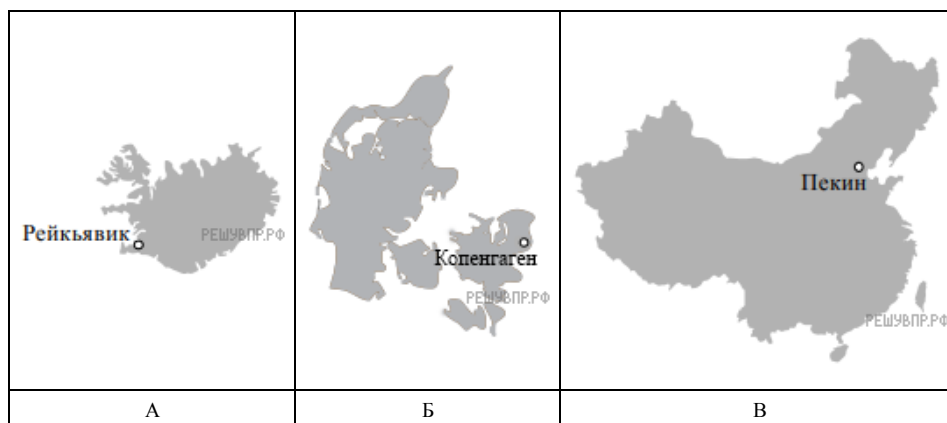 Рейкьявик
РЕШУВПР.РФ
Копенгаген
РЕШУВПР.РФ
Пекин
РЕШУВПР.РФ
А
Б
В